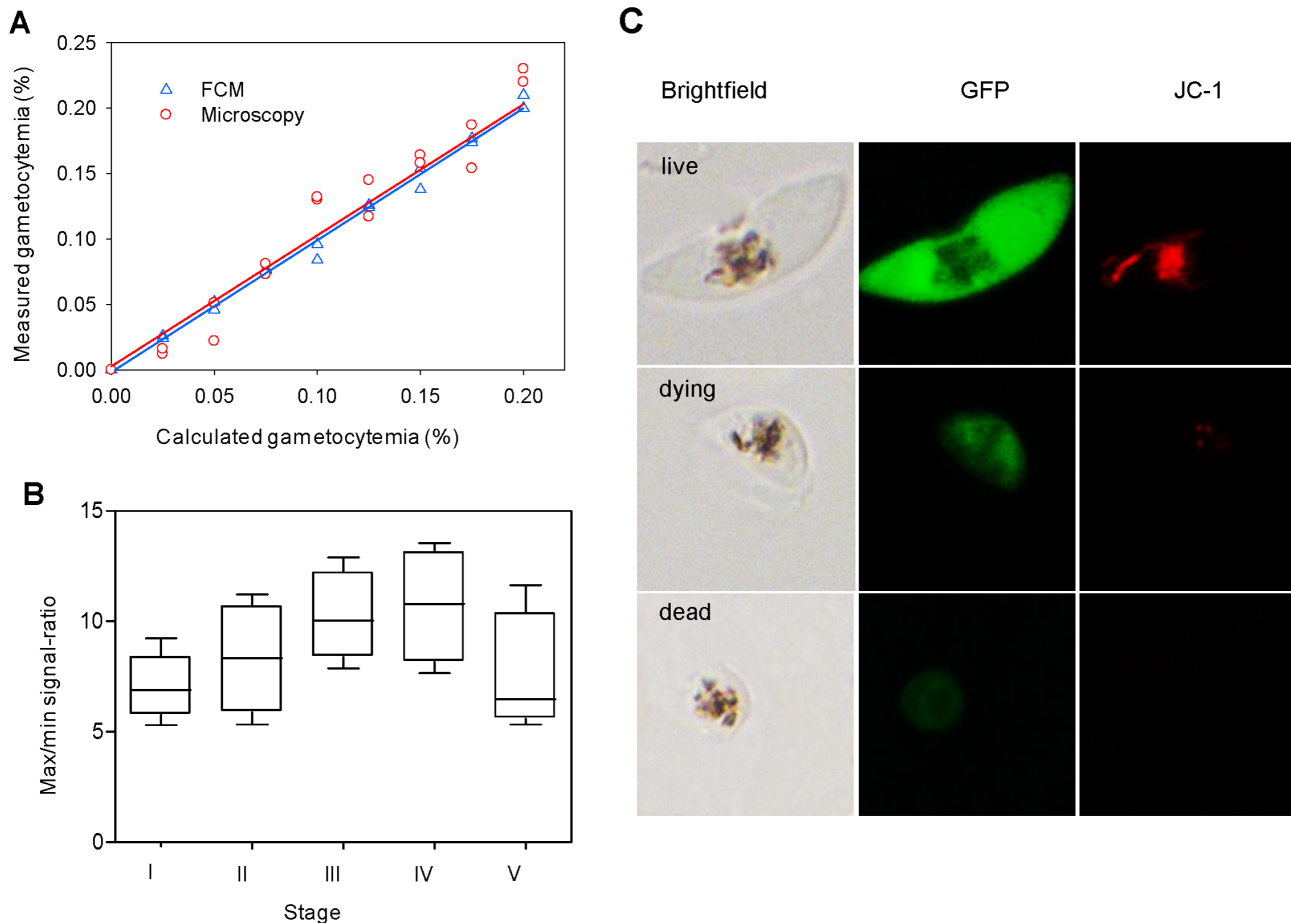 A
Measured gametocytemia (%)
0.25
0.20
0.15
0.10
0.05
0.00
FCM
Microscopy
0.00 0.05 0.10 0.15 0.20
Calculated gametocytemia (%)
B
Max/min signal-ratio
15
10
5
0
I II III IV V
Stage
C
Brightfield GFP JC-1
live
dying
dead